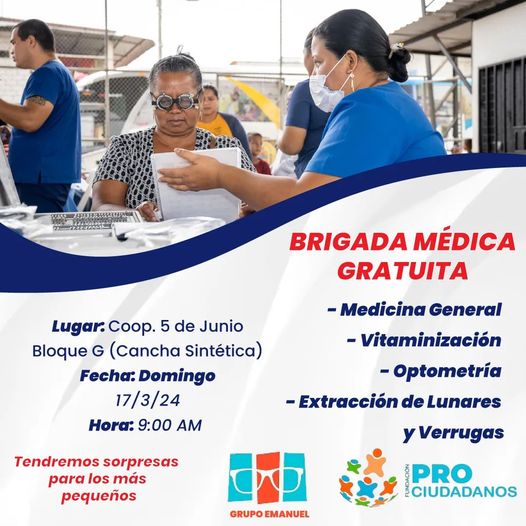 BRIGADA MÉDICA
GRATUITA
- Medicina General
- Vitaminización
- Optometría
- Extracción de Lunares
y Verrugas
Lugar: Coop. 5 de Junio
Bloque G (Cancha Sintética)
Fecha: Domingo
17/3/24
Hora: 9:00 AM
Tendremos sorpresas
para los más
pequeños
GRUPO EMANUEL
FUNDACIÓN
PRO
CIUDADANOS